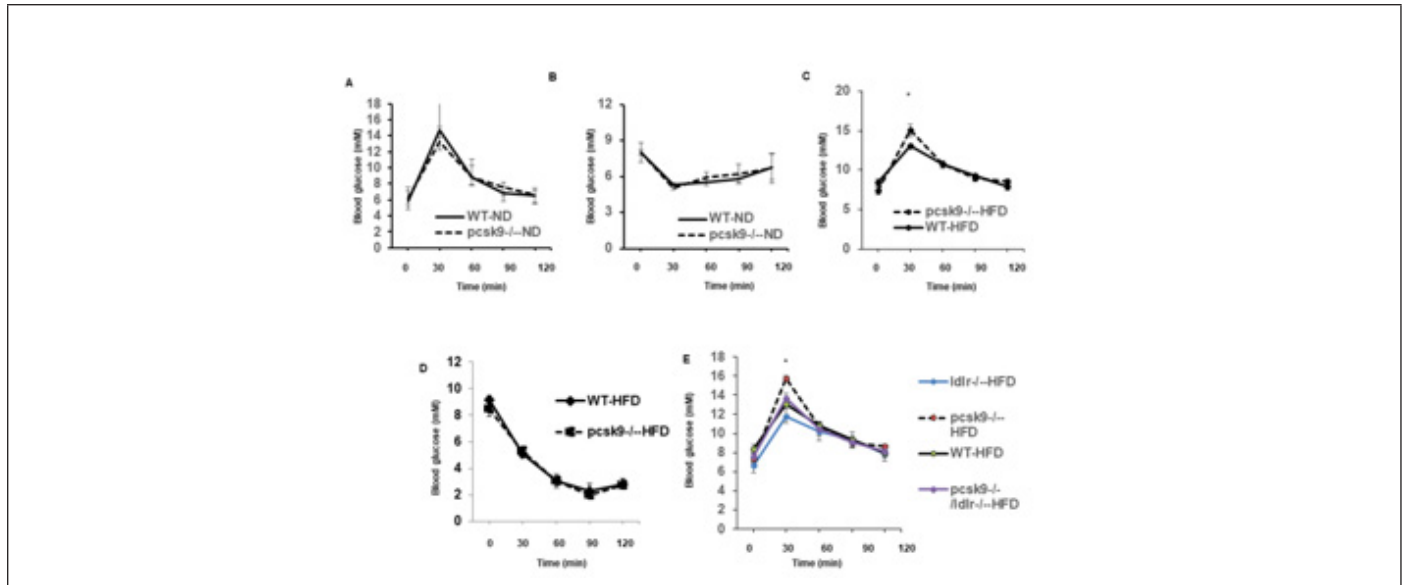 A
Blood glucose (mM)
18
16
14
12
10
8
6
4
2
0
WT-ND
pcsk9-/--ND
0 30 60 90 120
Time (min)
B
Blood glucose (mM)
12
9
6
3
0
WT-ND
pcsk9-/--ND
0 30 60 90 120
Time (min)
C
Blood glucose (mM)
20
15
10
5
0
*
pcsk9-/--HFD
WT-HFD
0 30 60 90 120
Time (min)
D
Blood glucose (mM)
12
10
8
6
4
2
0
WT-HFD
pcsk9-/--HFD
0 30 60 90 120
Time (min)
E
Blood glucose (mM)
18
16
14
12
10
8
6
4
2
0
*
0 30 60 90 120
Time (min)
ldlr-/--HFD
pcsk9-/--
HFD
WT-HFD
pcsk9-/-
/ldlr-/--HFD